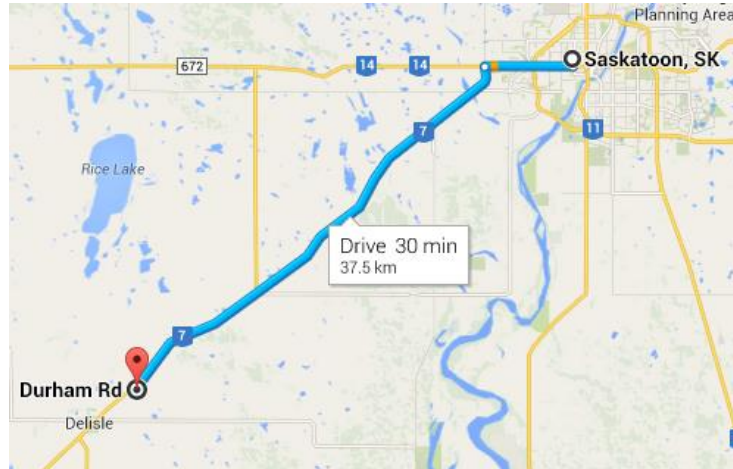 Planning Area
Saskatoon, SK
672
14
14
7
11
Rice Lake
Drive 30 min
37.5 km
7
Durham Rd
Delisle